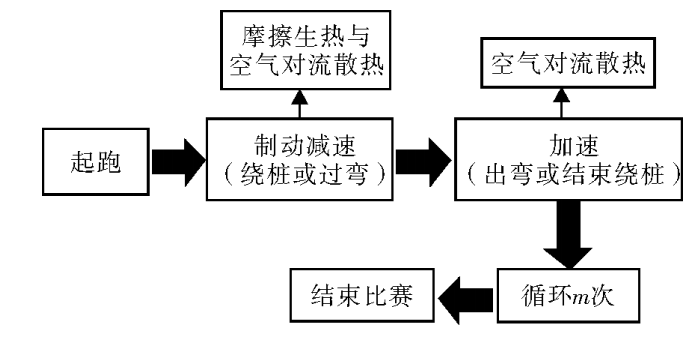 摩擦生热与
空气对流散热
空气对流散热
起跑
制动减速
（绕桩或过弯）
加速
（出弯或结束绕桩）
结束比赛
循环m次